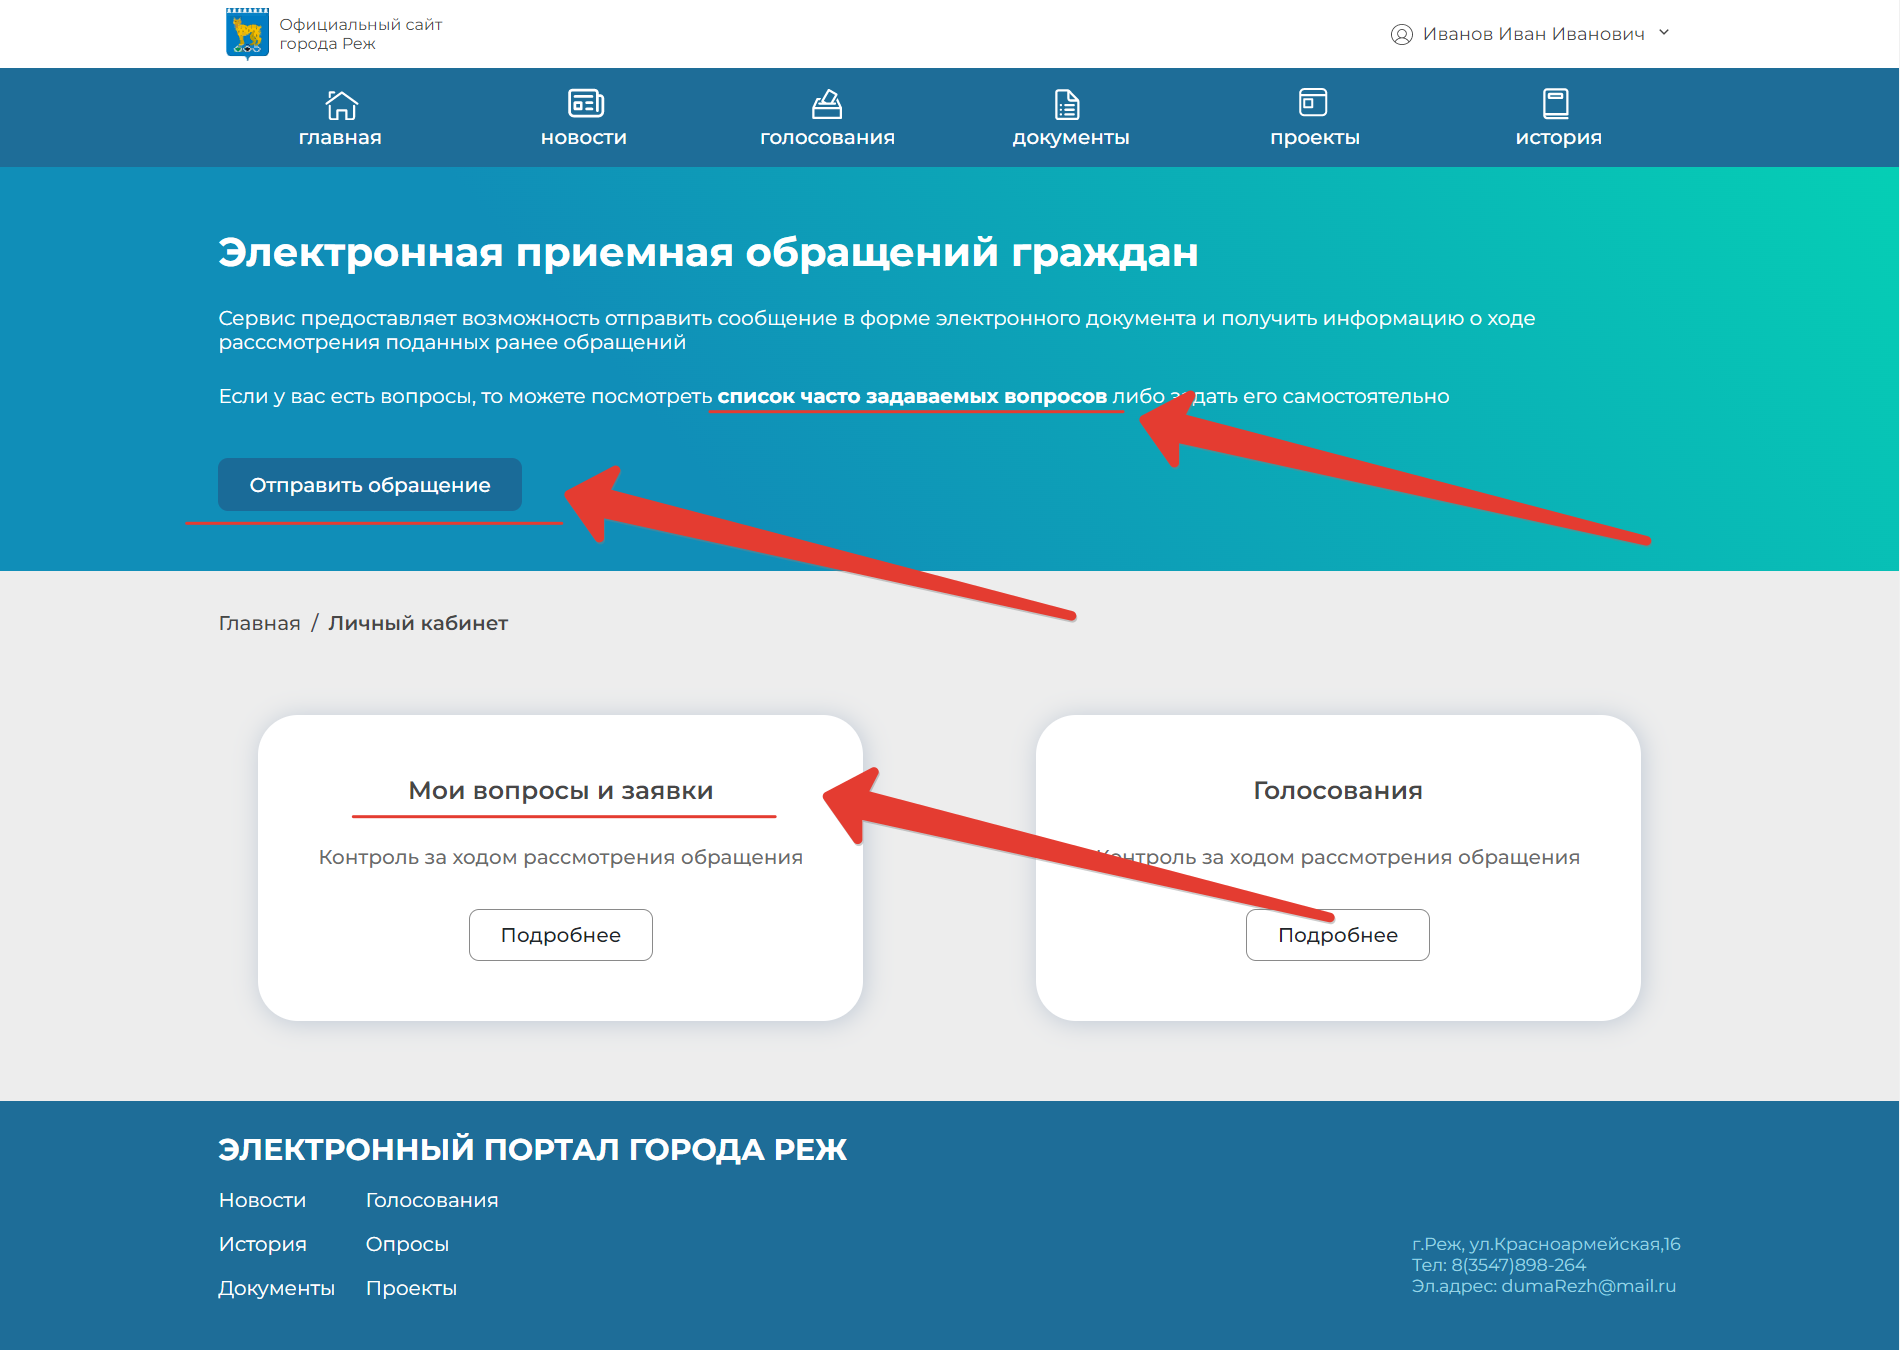 Официальный сайт
города Реж
Иванов Иван Иванович
главная
новости
голосования
документы
проекты
история
Электронная приемная обращений граждан
Сервис предоставляет возможность отправить сообщение в форме электронного документа и получить информацию о ходе
расссмотрения поданных ранее обращений
Если у вас есть вопросы, то можете посмотреть список часто задаваемых вопросов либо задать его самостоятельно
Отправить обращение
Главная / Личный кабинет
Мои вопросы и заявки
Контроль за ходом рассмотрения обращения
Подробнее
Голосования
Контроль за ходом рассмотрения обращения
Подробнее
ЭЛЕКТРОННЫЙ ПОРТАЛ ГОРОДА РЕЖ
Новости
Голосования
История
Опросы
Документы
Проекты
г.Реж, ул.Красноармейская,16
Тел: 8(3547)898-264
Эл.адрес: dumaRezh@mail.ru